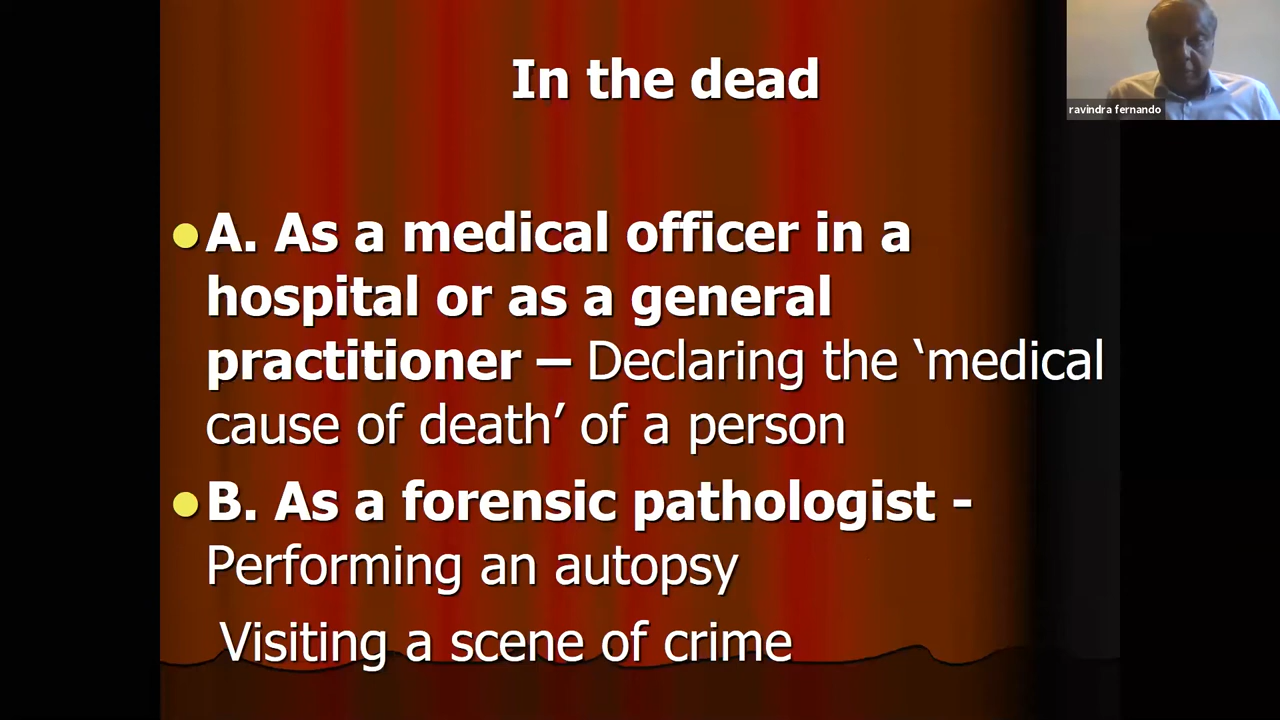 In the dead
ravindra fernando
● A. As a medical officer in a
hospital or as a general
practitioner – Declaring the ‘medical
cause of death’ of a person
● B. As a forensic pathologist -
Performing an autopsy
Visiting a scene of crime